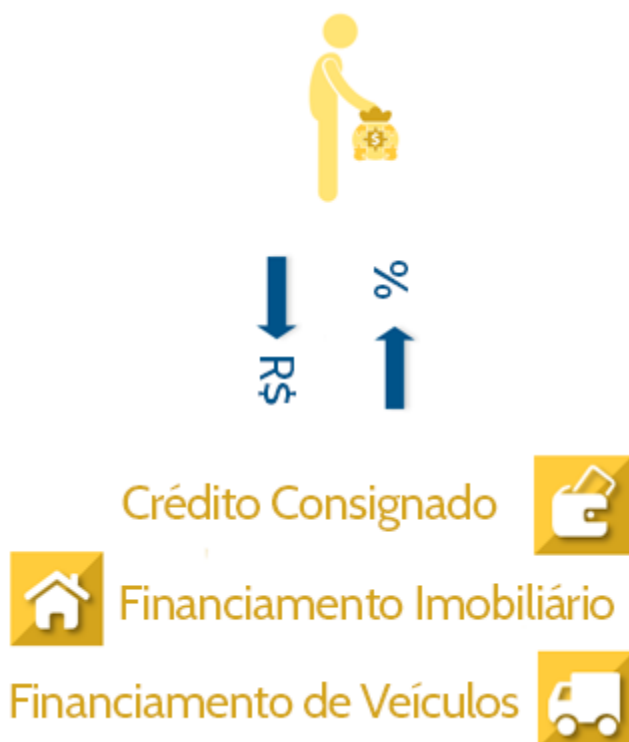 $
%
R$
Crédito Consignado
Financiamento Imobiliário
Financiamento de Veículos